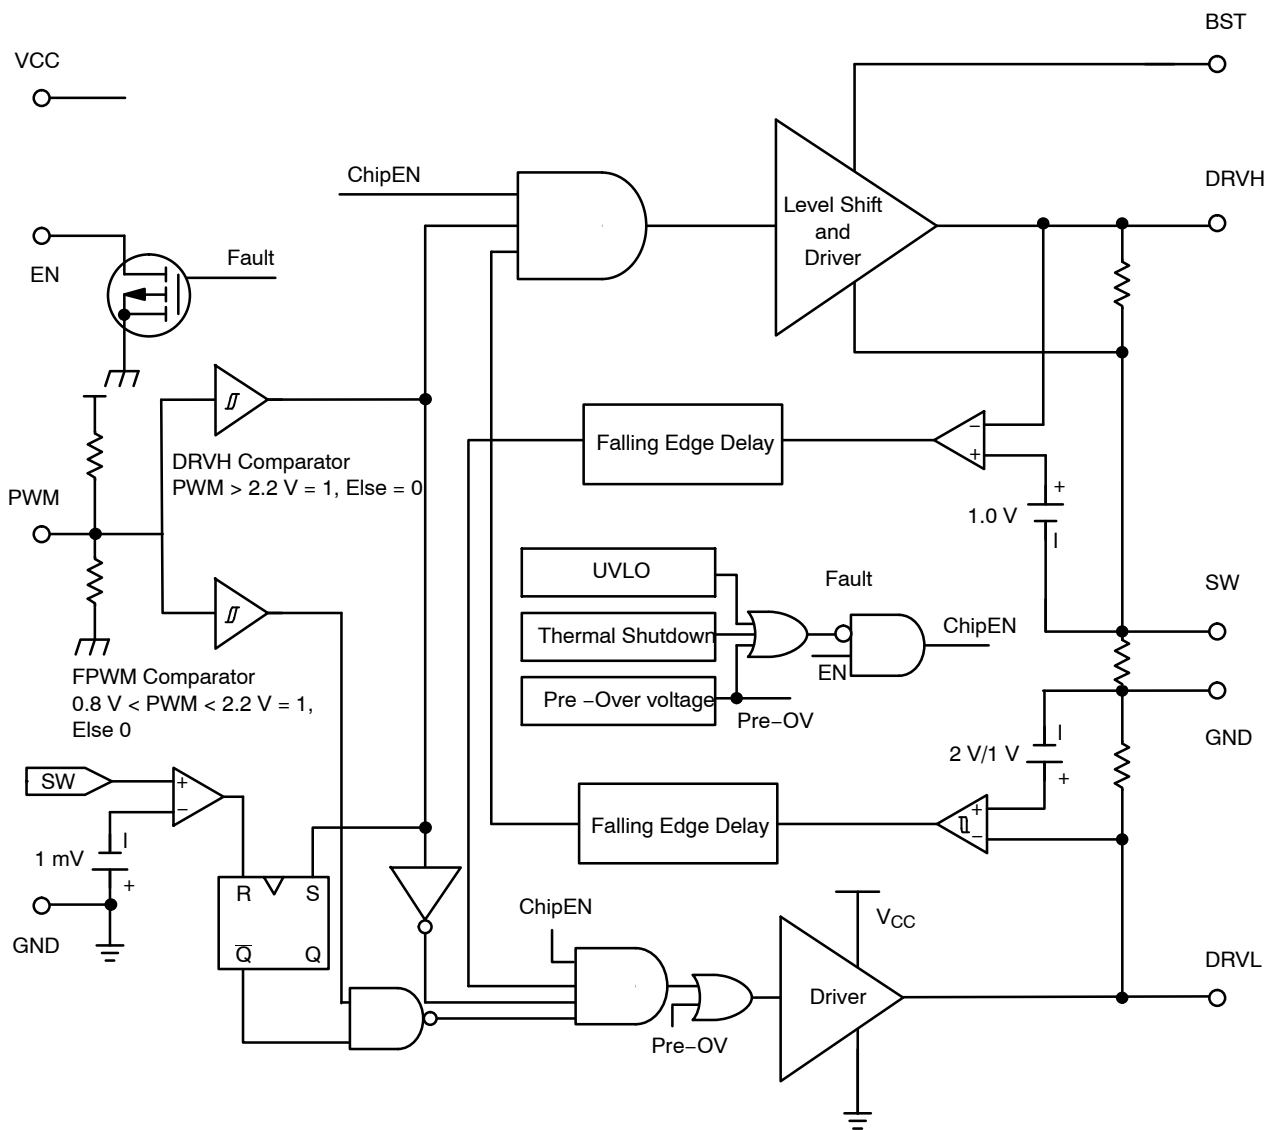 BST
VCC
ChipEN
DRVH
Level Shift
and
Driver
EN
Fault
DRVH Comparator
PWM > 2.2 V = 1, Else = 0
Falling Edge Delay
−
+
+
1.0 V
PWM
UVLO
Fault
SW
Thermal Shutdown
ChipEN
EN
FPWM Comparator
0.8 V < PWM < 2.2 V = 1,
Else 0
Pre −Over voltage
Pre−OV
GND
2 V/1 V
+
SW
+
−
Falling Edge Delay
+
−
1 mV
+
R
S
ChipEN
VCC
GND
Q
Q
DRVL
Driver
Pre−OV